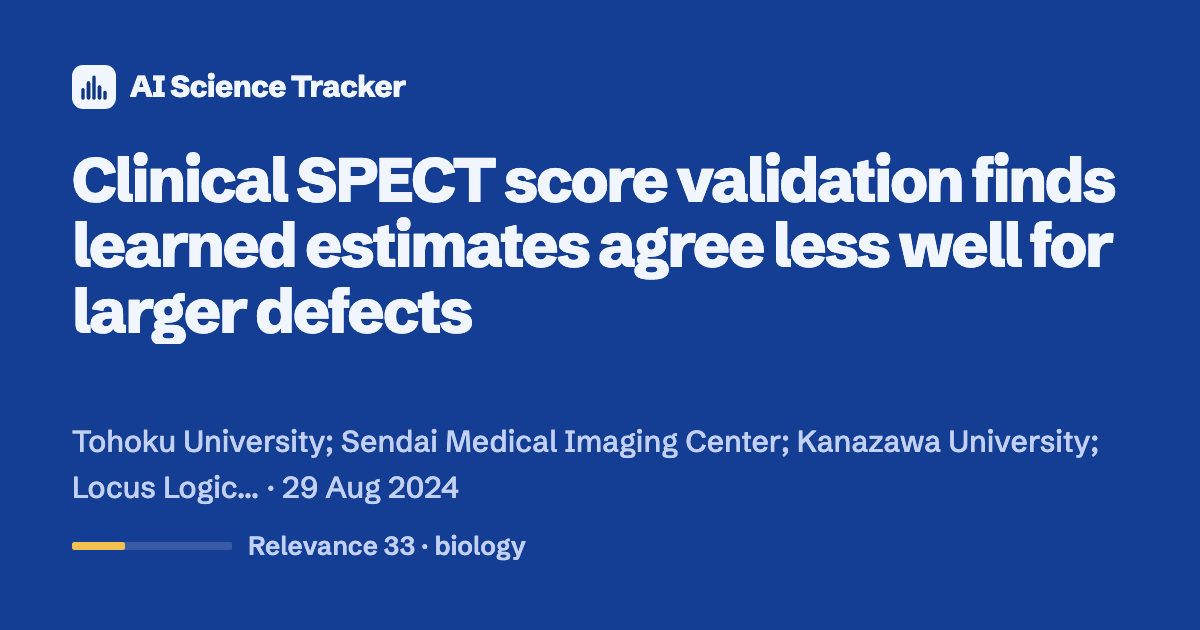 AI Science Tracker
Clinical SPECT score validation finds
learned estimates agree less well for
larger defects
Tohoku University; Sendai Medical Imaging Center; Kanazawa University;
Locus Logic... · 29 Aug 2024
Relevance 33 · biology